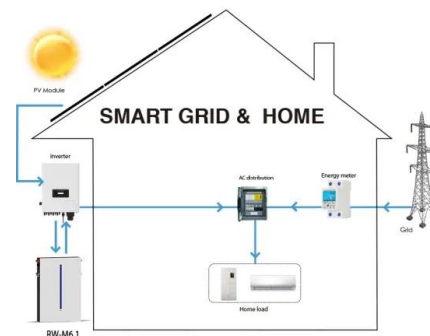 PV Module
SMART GRID & HOME
Inverter
AC distribution
Energy meter
Grid
Home load
RW-M6.1